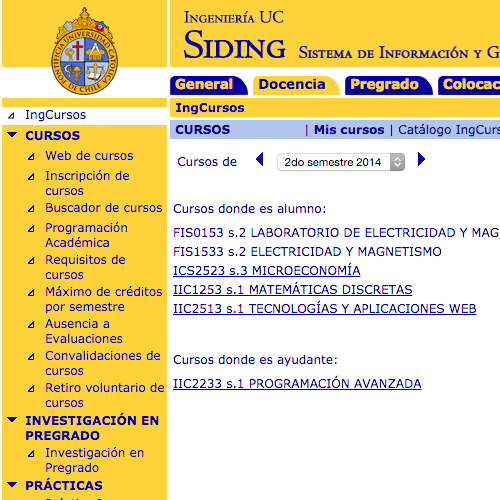 PONTIFICIA UNIVERSIDAD CATOLICA DE CHILE
INGENIERÍA UC
SIDING SISTEMA DE INFORMACIÓN Y G
General Docencia Pregrado Colocac
IngCursos
CURSOS
Web de cursos
Inscripción de
cursos
Buscador de cursos
Programación
Académica
Requisitos de
cursos
Máximo de créditos
por semestre
Ausencia a
Evaluaciones
Convalidaciones de
cursos
Retiro voluntario de
cursos
INVESTIGACIÓN EN
PREGRADO
Investigación en
Pregrado
PRÁCTICAS
IngCursos
CURSOS | Mis cursos | Catálogo IngCurs
Cursos de 2do semestre 2014
Cursos donde es alumno:
FIS0153 s.2 LABORATORIO DE ELECTRICIDAD Y MAG
FIS1533 s.2 ELECTRICIDAD Y MAGNETISMO
ICS2523 s.3 MICROECONOMÍA
IIC1253 s.1 MATEMÁTICAS DISCRETAS
IIC2513 s.1 TECNOLOGÍAS Y APLICACIONES WEB
Cursos donde es ayudante:
IIC2233 s.1 PROGRAMACIÓN AVANZADA